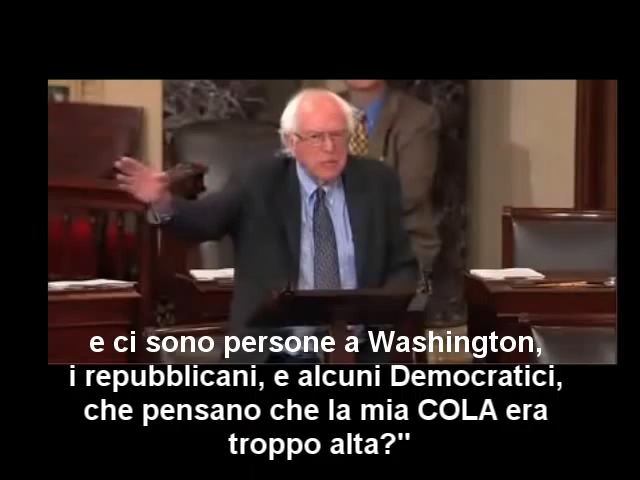 e ci sono persone a Washington,
i repubblicani, e alcuni Democratici,
che pensano che la mia COLA era
troppo alta?"